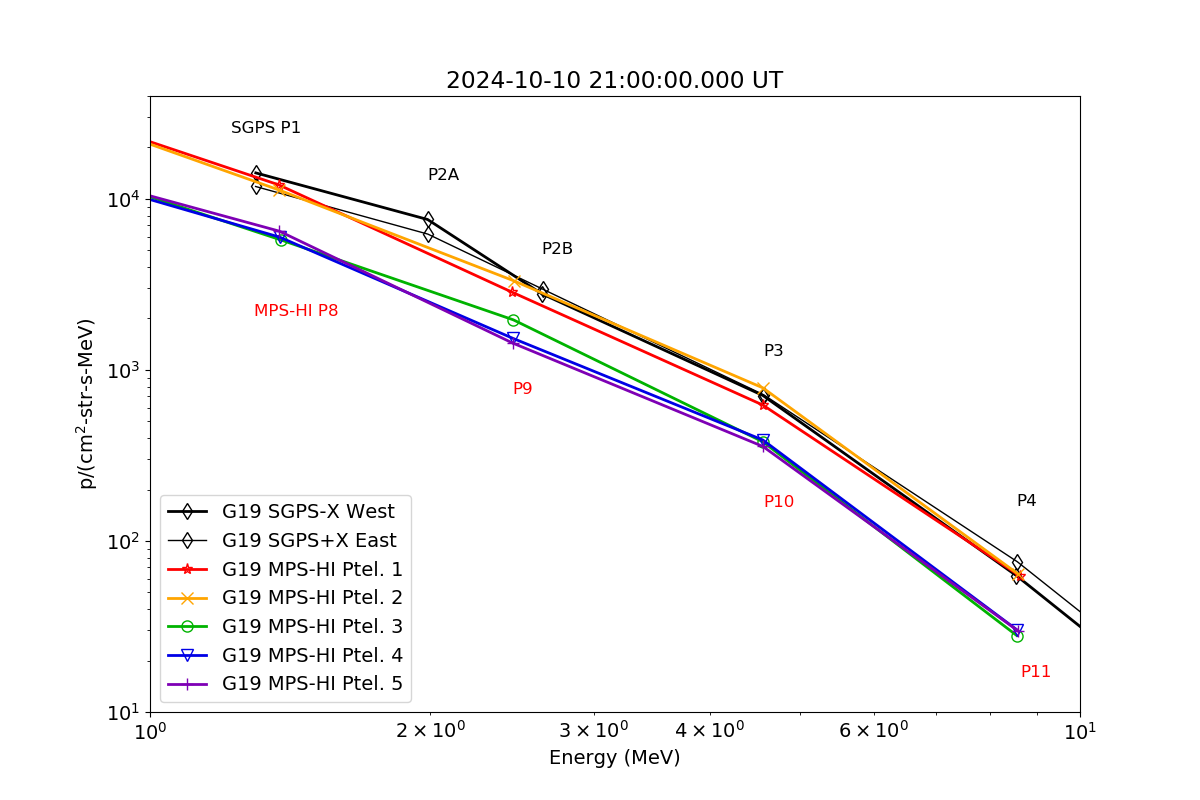 2024-10-10 21:00:00.000 UT
SGPS P1
P2A
P2B
MPS-HI P8
P3
P9
P10
P4
P11
10⁴
10³
10²
10¹
p/(cm²-str-s-MeV)
G19 SGPS-X West
G19 SGPS+X East
G19 MPS-HI Ptel. 1
G19 MPS-HI Ptel. 2
G19 MPS-HI Ptel. 3
G19 MPS-HI Ptel. 4
G19 MPS-HI Ptel. 5
10⁰ 2 × 10⁰ 3 × 10⁰ 4 × 10⁰ 6 × 10⁰ 10¹
Energy (MeV)